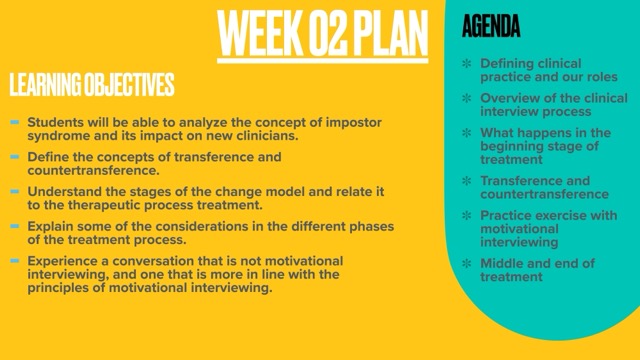 WEEK 02 PLAN
LEARNING OBJECTIVES
Students will be able to analyze the concept of impostor
syndrome and its impact on new clinicians.
Define the concepts of transference and
countertransference.
Understand the stages of the change model and relate it
to the therapeutic process treatment.
Explain some of the considerations in the different phases
of the treatment process.
Experience a conversation that is not motivational
interviewing, and one that is more in line with the
principles of motivational interviewing.
AGENDA
Defining clinical
practice and our roles
Overview of the clinical
interview process
What happens in the
beginning stage of
treatment
Transference and
countertransference
Practice exercise with
motivational
interviewing
Middle and end of
treatment